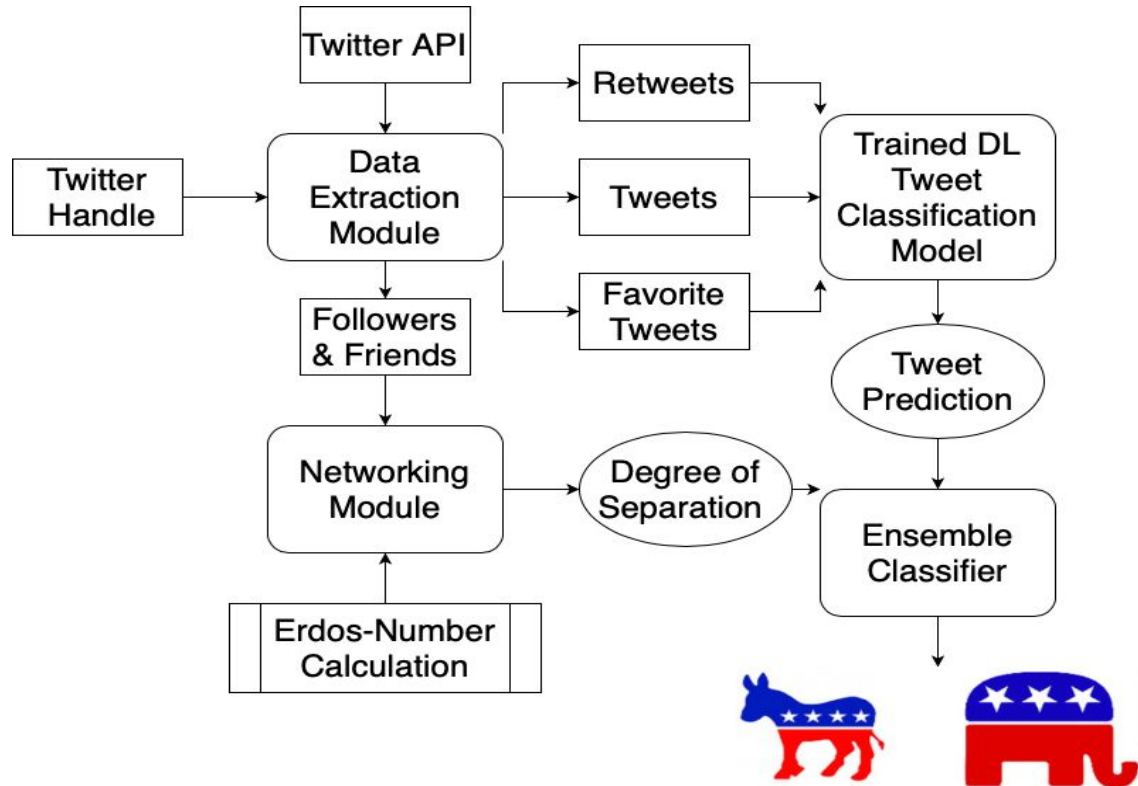 Twitter API
Retweets
Twitter
Handle
Data
Extraction
Module
Tweets
Trained DL
Tweet
Classification
Model
Favorite
Tweets
Followers
& Friends
Tweet
Prediction
Networking
Module
Degree of
Separation
Ensemble
Classifier
Erdos-Number
Calculation